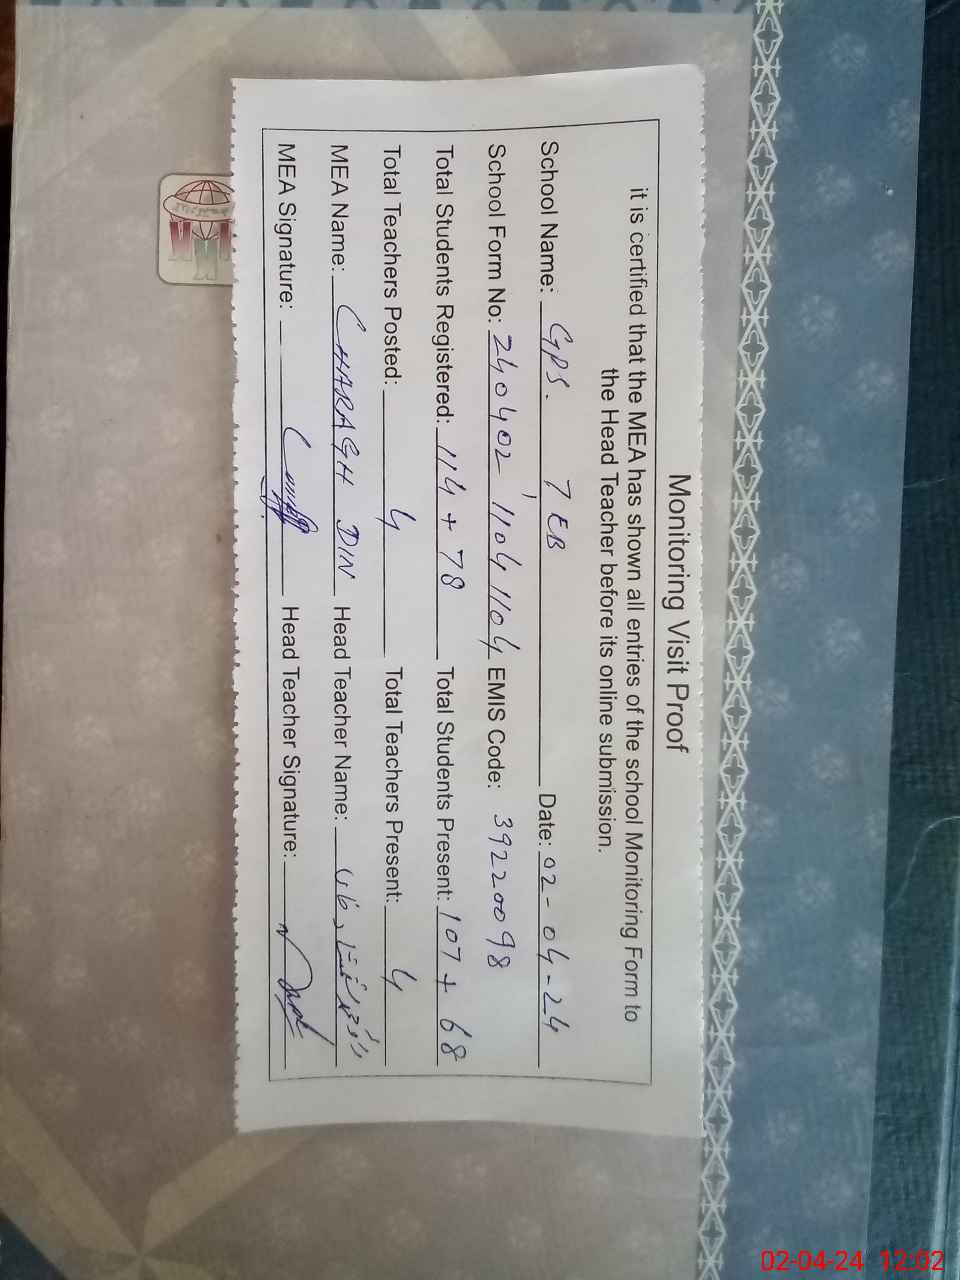 Monitoring Visit Proof
it is certified that the MEA has shown all entries of the school Monitoring Form to
the Head Teacher before its online submission.
School Name: GPS. 7 EB Date: 02-04-24
School Form No: 240402 11041104 EMIS Code: 39220098
Total Students Registered: 114 + 78 Total Students Present: 107 + 68
Total Teachers Posted: 4 Total Teachers Present: 4
MEA Name: CHARAGH DIN Head Teacher Name:
MEA Signature: Head Teacher Signature:
02-04-24 12:02